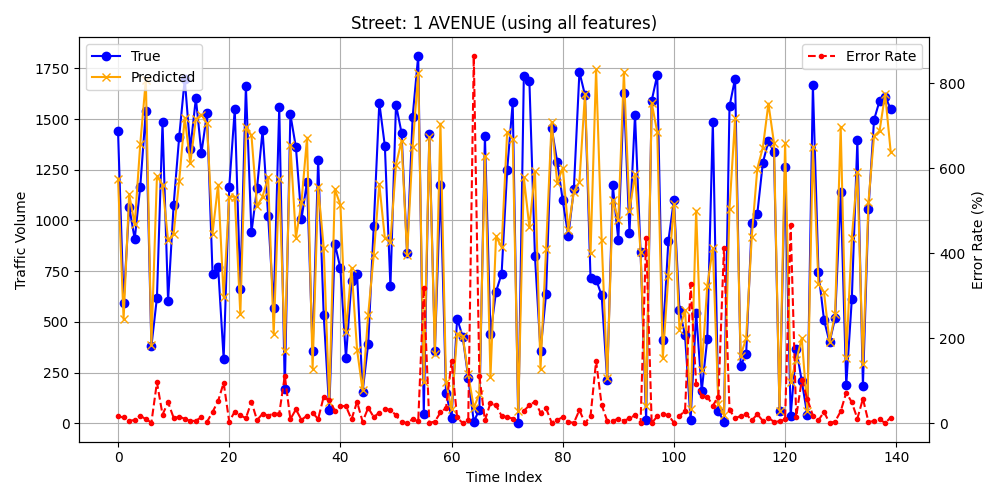 Street: 1 AVENUE (using all features)
True
Predicted
Error Rate
Traffic Volume
1750
1500
1250
1000
750
500
250
0
800
600
400
200
0
Error Rate (%)
0 20 40 60 80 100 120 140
Time Index